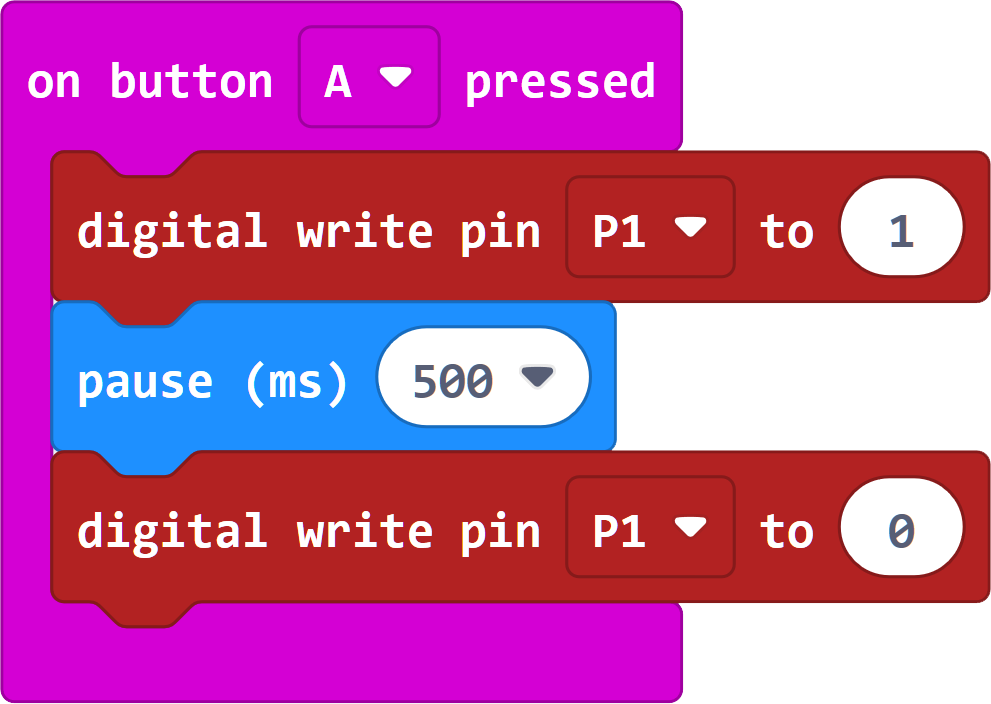 on button A pressed
digital write pin P1 to 1
pause (ms) 500
digital write pin P1 to 0